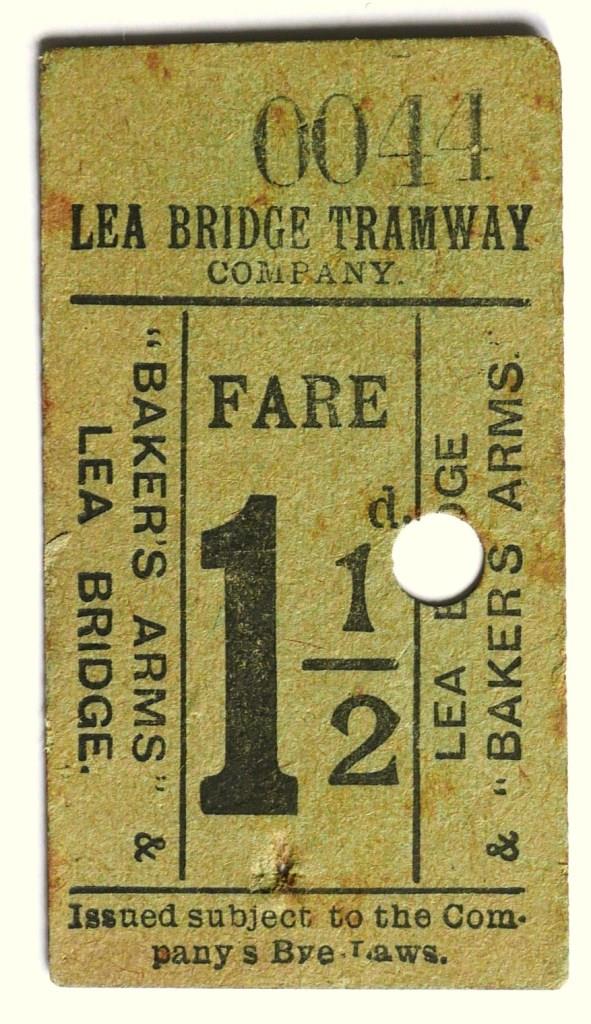 0044
LEA BRIDGE TRAMWAY
COMPANY.
"BAKER'S ARMS" &
LEA BRIDGE.
FARE
1 1/2 d.
LEA
& "BAKERS ARMS.
Issued subject to the Com-
pany s Bye-Laws.